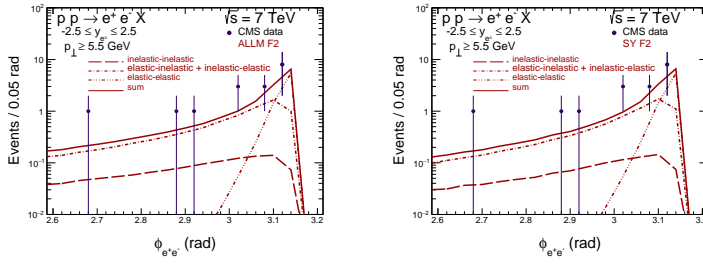 p p → e⁺ e⁻ X
√s = 7 TeV
-2.5 ≤ y_e± ≤ 2.5
p⊥ ≥ 5.5 GeV
CMS data
ALLM F2
inelastic-inelastic
elastic-inelastic + inelastic-elastic
elastic-elastic
sum
Events / 0.05 rad
10²
10
1
10⁻¹
10⁻²
2.6 2.7 2.8 2.9 3 3.1 3.2
ϕ_e⁺e⁻ (rad)
p p → e⁺ e⁻ X
√s = 7 TeV
-2.5 ≤ y_e± ≤ 2.5
p⊥ ≥ 5.5 GeV
CMS data
SY F2
inelastic-inelastic
elastic-inelastic + inelastic-elastic
elastic-elastic
sum
Events / 0.05 rad
10²
10
1
10⁻¹
10⁻²
2.6 2.7 2.8 2.9 3 3.1 3.2
ϕ_e⁺e⁻ (rad)